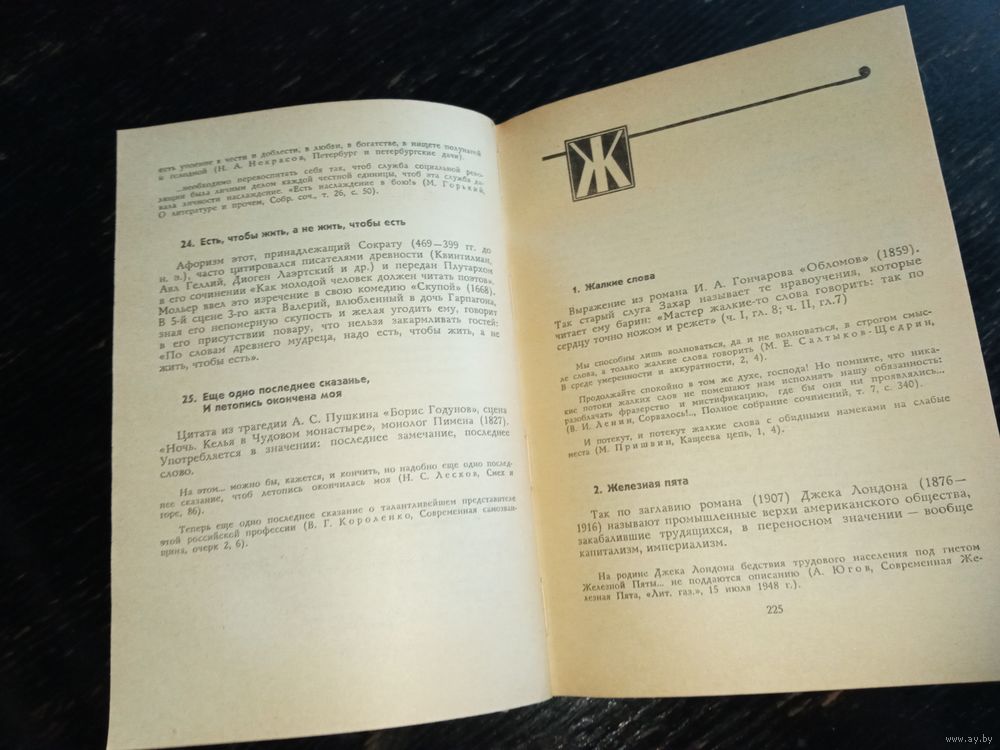 есть упоение в чести и доблести, в любви, в богатстве, в нищете полунагой
и голодной (Н. А. Некрасов, Петербург и петербургские дачи).
...необходимо перевоспитать себя так, чтоб служба социальной рево-
люции была личным делом каждой честной единицы, чтоб эта служба да-
вала личности наслаждение. «Есть наслаждение в бою!» (М. Горький,
О литературе и прочем, Собр. соч., т. 26, с. 50).
24. Есть, чтобы жить, а не жить, чтобы есть
Афоризм этот, принадлежащий Сократу (469—399 гг. до
н. э.), часто цитировался писателями древности (Квинтилиан,
Авл Геллий, Диоген Лаэртский и др.) и передан Плутархом
в его сочинении «Как молодой человек должен читать поэтов».
Мольер ввел это изречение в свою комедию «Скупой» (1668).
В 5-й сцене 3-го акта Валерий, влюбленный в дочь Гарпагона,
зная его непомерную скупость и желая угодить ему, говорит
в его присутствии повару, что нельзя закармливать гостей:
«По словам древнего мудреца, надо есть, чтобы жить, а не
жить, чтобы есть».
25. Еще одно последнее сказанье,
И летопись окончена моя
Цитата из трагедии А. С. Пушкина «Борис Годунов», сцена
«Ночь. Келья в Чудовом монастыре», монолог Пимена (1827).
Употребляется в значении: последнее замечание, последнее
слово.
На этом... можно бы, кажется, и кончить, но надобно еще одно послед-
нее сказание, чтоб летопись окончилась моя (Н. С. Лесков, Смех и
горе, 86).
Теперь еще одно последнее сказание о талантливейшем представителе
этой российской профессии (В. Г. Короленко, Современная самозван-
щина, очерк 2, 6).
Ж
1. Жалкие слова
Выражение из романа И. А. Гончарова «Обломов» (1859).
Так старый слуга Захар называет те нравоучения, которые
читает ему барин: «Мастер жалкие-то слова говорить: так по
сердцу точно ножом и режет» (ч. I, гл. 8; ч. II, гл.7)
Мы способны лишь волноваться, да и не волноваться, в строгом смыс-
ле слова, а только жалкие слова говорить (М. Е. Салтыков-Щедрин,
В среде умеренности и аккуратности, 2, 4).
Продолжайте спокойно в том же духе, господа! Но помните, что ника-
кие потоки жалких слов не помешают нам исполнять нашу обязанность:
разоблачать фразерство и мистификацию, где бы они ни проявлялись...
(В. И. Ленин, Сорвалось!.., Полное собрание сочинений, т. 7, с. 340).
И потекут, и потекут жалкие слова с обидными намеками на слабые
места (М. Пришвин, Кащеева цепь, 1, 4).
2. Железная пята
Так по заглавию романа (1907) Джека Лондона (1876—
1916) называют промышленные верхи американского общества,
закабалившие трудящихся, в переносном значении — вообще
капитализм, империализм.
На родине Джека Лондона бедствия трудового населения под гнетом
Железной Пяты... не поддаются описанию (А. Югов, Современная Же-
лезная Пята, «Лит. газ.», 15 июля 1948 г.).
225
www.ay.by